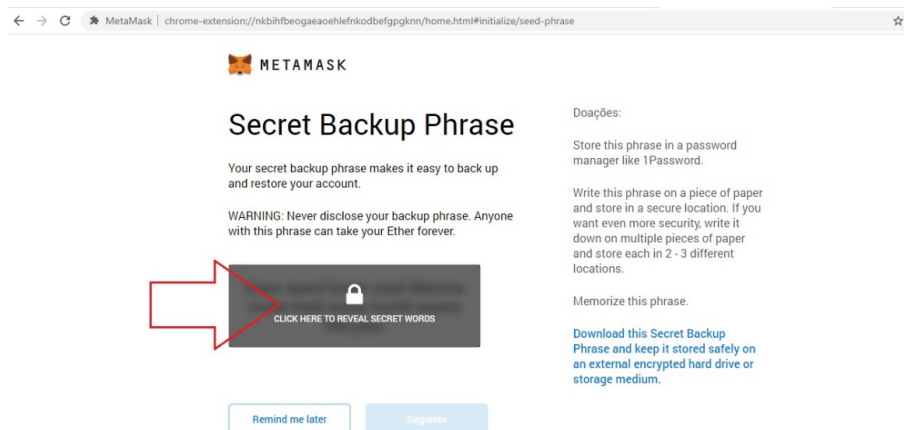 MetaMask | chrome-extension://nkbihfbeogaeaoehlefnkodbefgpgknn/home.html#initialize/seed-phrase
METAMASK
Secret Backup Phrase
Your secret backup phrase makes it easy to back up
and restore your account.
WARNING: Never disclose your backup phrase. Anyone
with this phrase can take your Ether forever.
CLICK HERE TO REVEAL SECRET WORDS
Remind me later
Seguinte
Doações:
Store this phrase in a password
manager like 1Password.
Write this phrase on a piece of paper
and store in a secure location. If you
want even more security, write it
down on multiple pieces of paper
and store each in 2 - 3 different
locations.
Memorize this phrase.
Download this Secret Backup
Phrase and keep it stored safely on
an external encrypted hard drive or
storage medium.